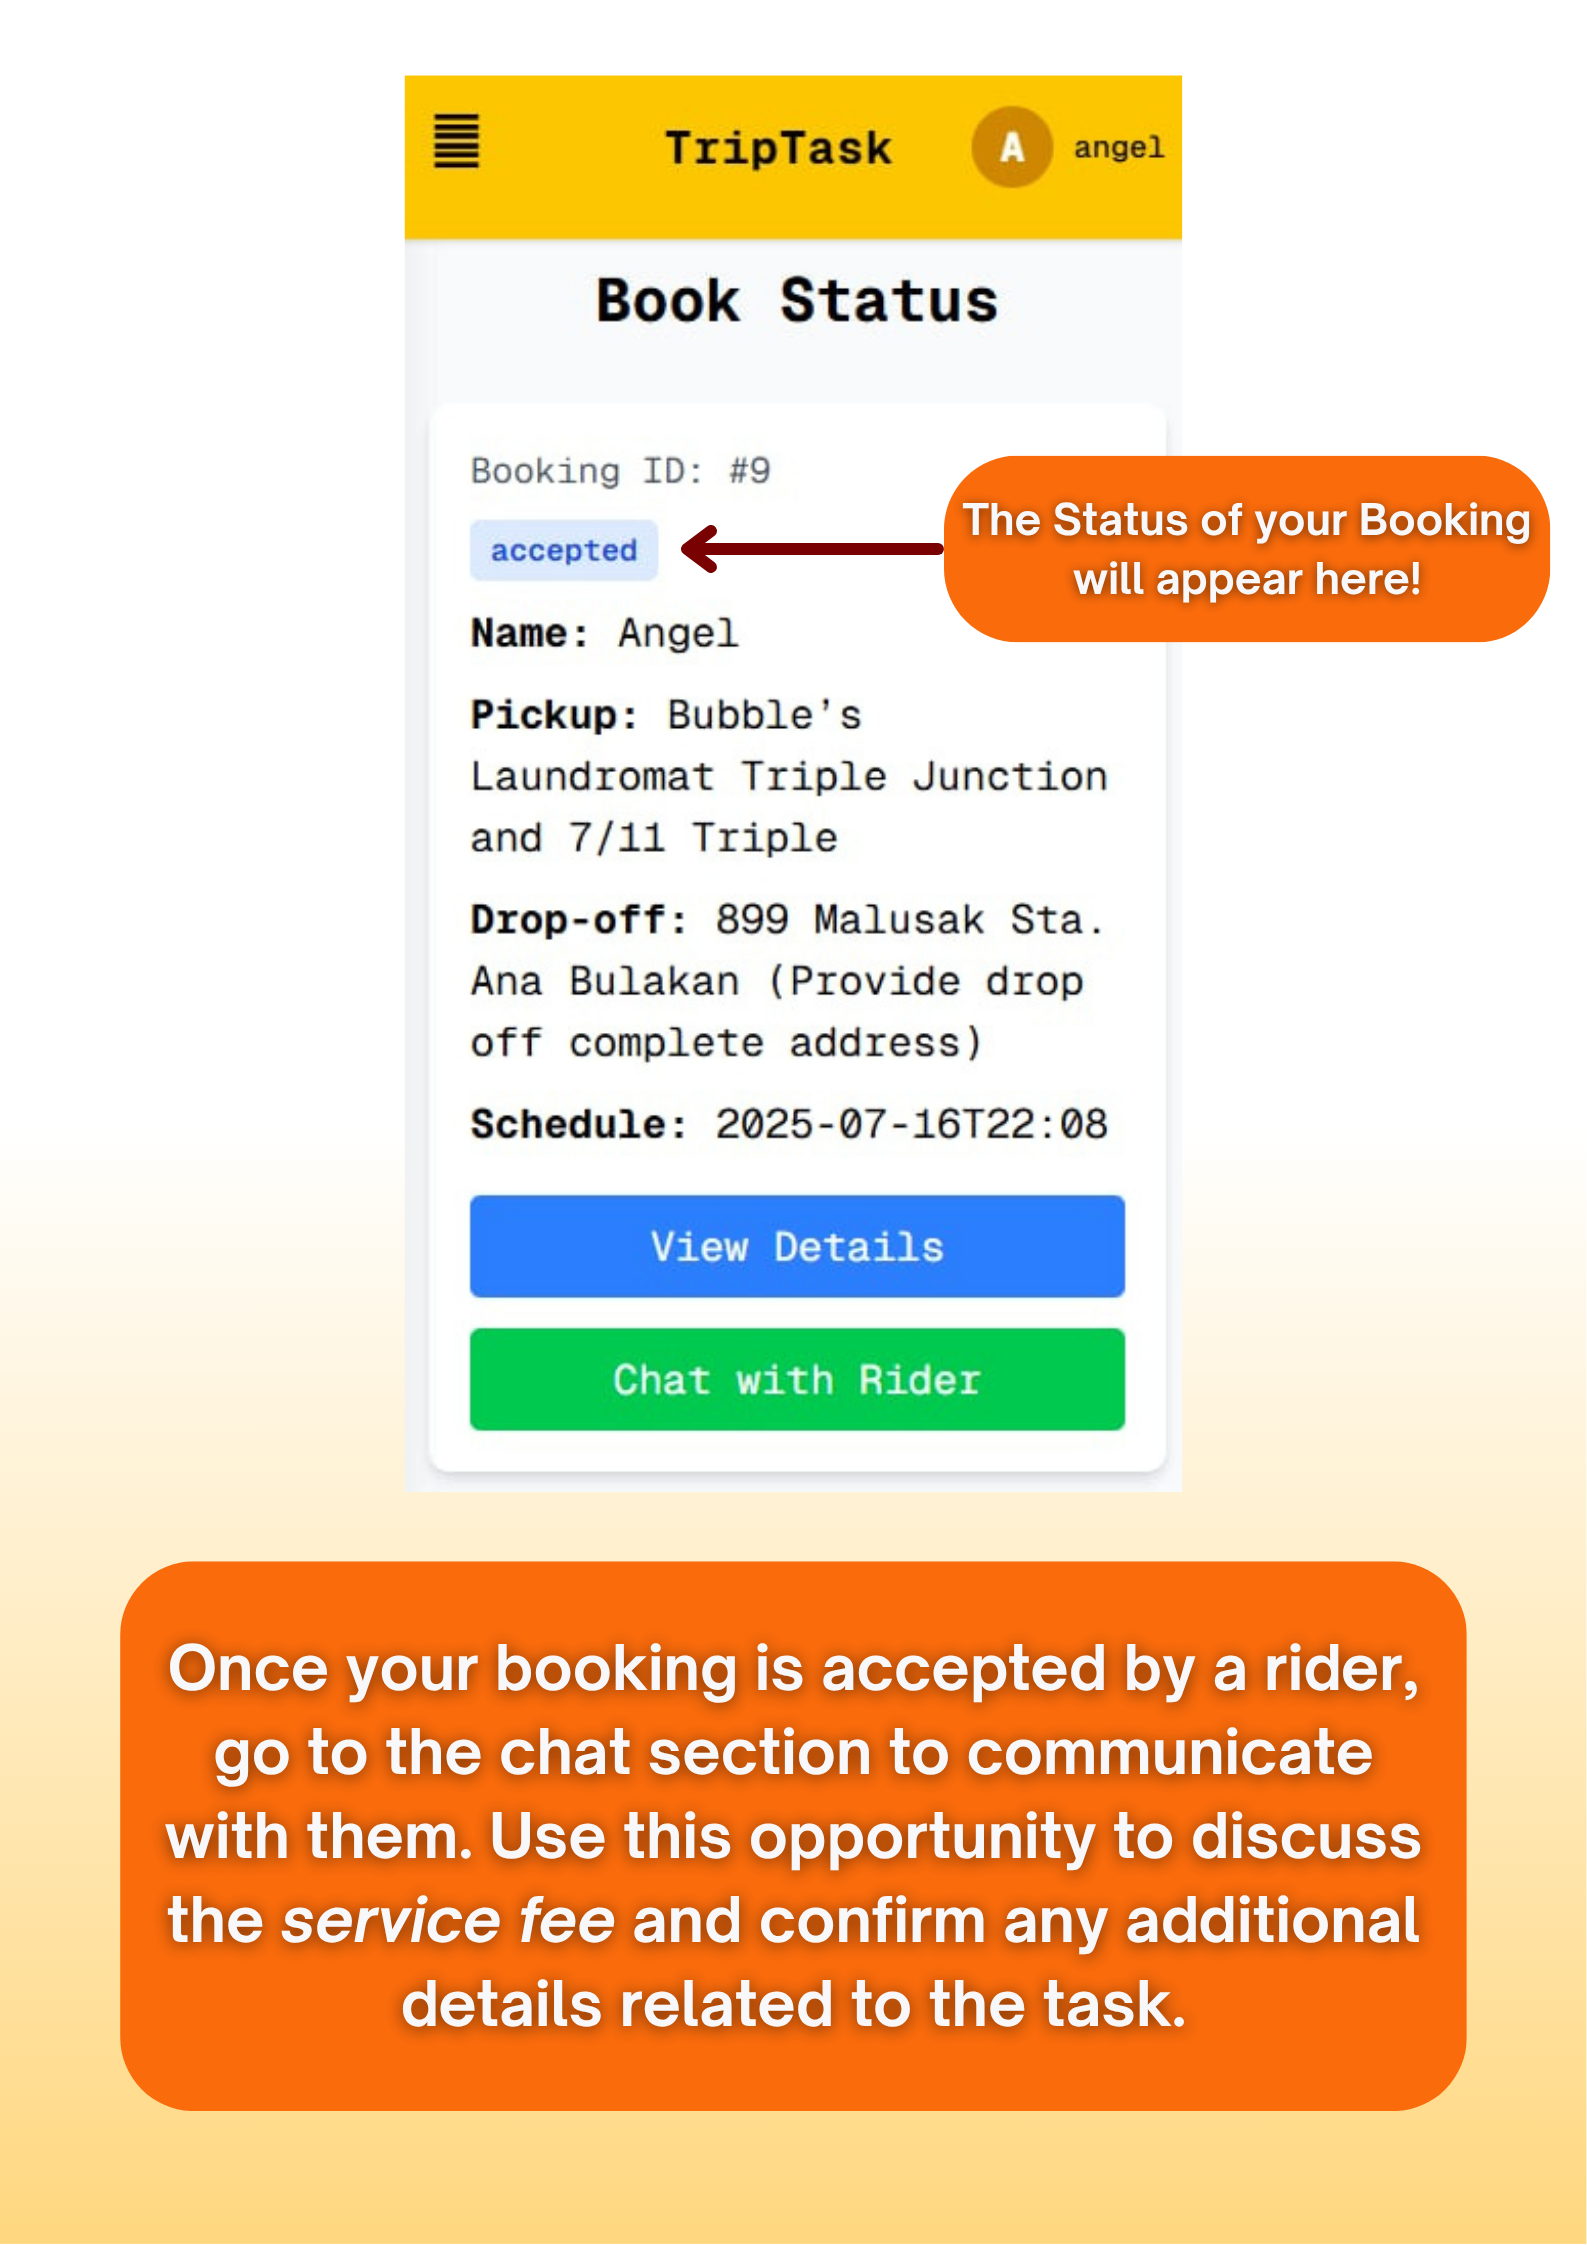 TripTask
A
angel
Book Status
Booking ID: #9
accepted
The Status of your Booking
will appear here!
Name: Angel
Pickup: Bubble's
Laundromat Triple Junction
and 7/11 Triple
Drop-off: 899 Malusak Sta.
Ana Bulakan (Provide drop
off complete address)
Schedule: 2025-07-16T22:08
View Details
Chat with Rider
Once your booking is accepted by a rider,
go to the chat section to communicate
with them. Use this opportunity to discuss
the service fee and confirm any additional
details related to the task.